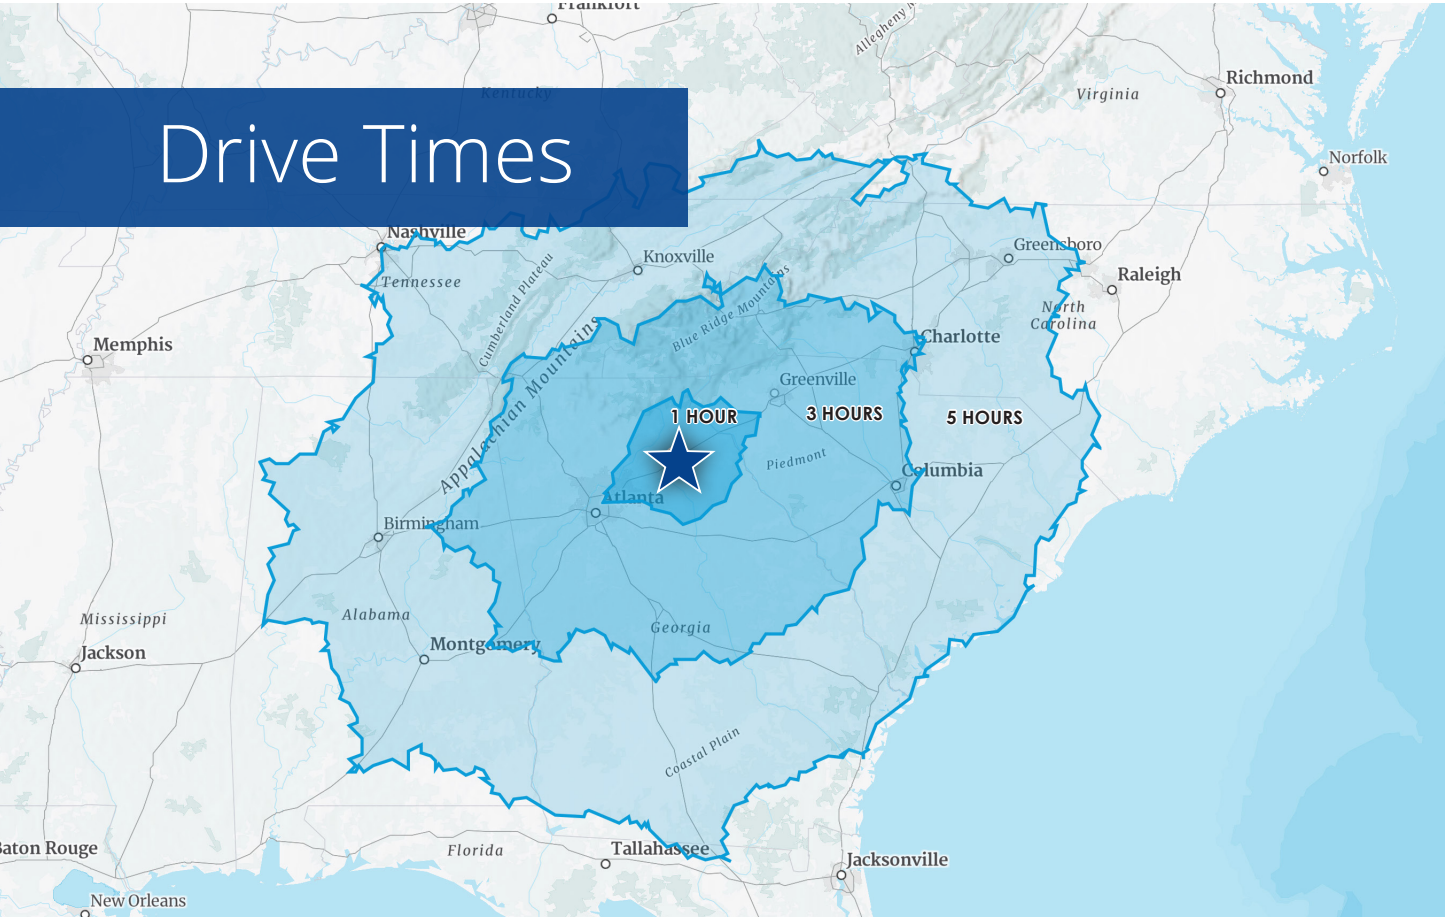 Frankfort
Allegheny
Richmond
Virginia
Kentucky
Drive Times
Norfolk
Nashville
Greensboro
Knoxville
Raleigh
Tennessee
Cumberland Plateau
Blue Ridge Mountains
North
Carolina
Appalachian Mountains
Charlotte
Memphis
Greenville
1 HOUR
3 HOURS
5 HOURS
Piedmont
Columbia
Atlanta
Birmingham
Alabama
Mississippi
Georgia
Montgomery
Jackson
Coastal Plain
Baton Rouge
Florida
Tallahassee
Jacksonville
New Orleans